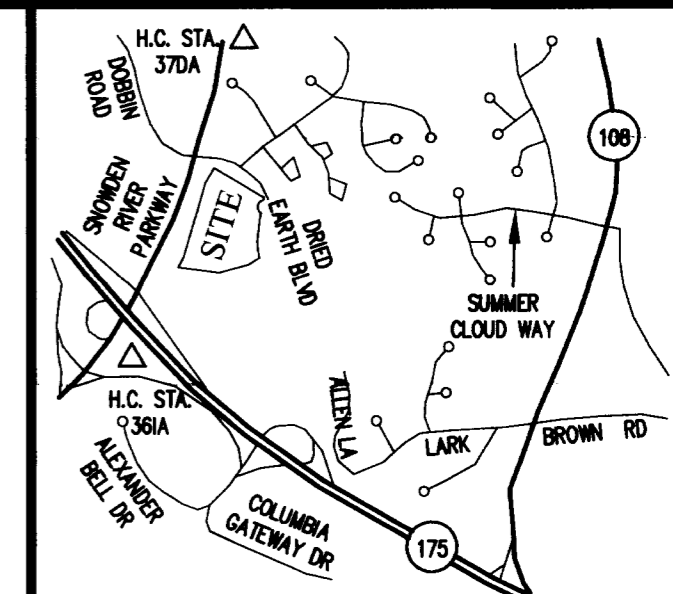 H.C. STA.
37DA
DOBBIN
ROAD
108
SNOWDEN
RIVER
PARKWAY
SITE
DRIED
EARTH BLVD
SUMMER
CLOUD WAY
H.C. STA.
361A
ALLEN LA
LARK
BROWN RD
ALEXANDER
BELL DR
COLUMBIA
GATEWAY DR
175